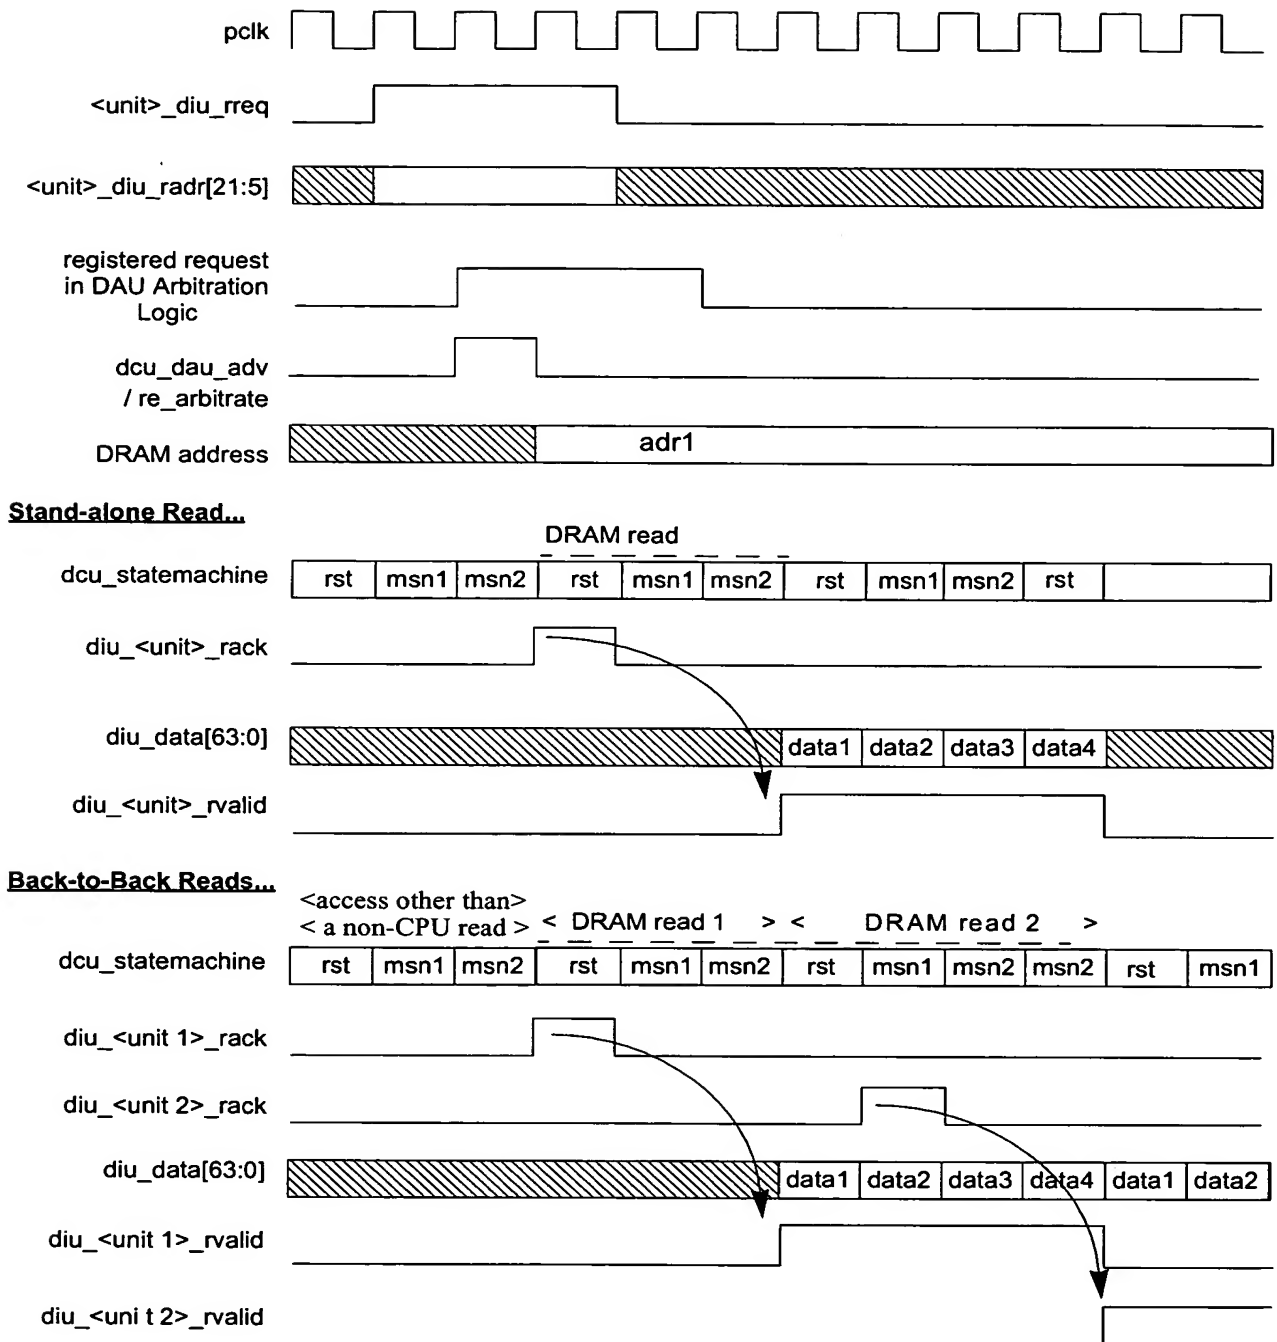 pclk
<unit>_diu_rreq
<unit>_diu_radr[21:5]
registered request
in DAU Arbitration
Logic
dcu_dau_adv
/ re_arbitrate
DRAM address adr1
Stand-alone Read...
DRAM read
dcu_statemachine rst msn1 msn2 rst msn1 msn2 rst msn1 msn2 rst
diu_<unit>_rack
diu_data[63:0] data1 data2 data3 data4
diu_<unit>_rvalid
Back-to-Back Reads...
<access other than>
< a non-CPU read > < DRAM read 1 > < DRAM read 2 >
dcu_statemachine rst msn1 msn2 rst msn1 msn2 rst msn1 msn2 msn2 rst msn1
diu_<unit 1>_rack
diu_<unit 2>_rack
diu_data[63:0] data1 data2 data3 data4 data1 data2
diu_<unit 1>_rvalid
diu_<uni t 2>_rvalid